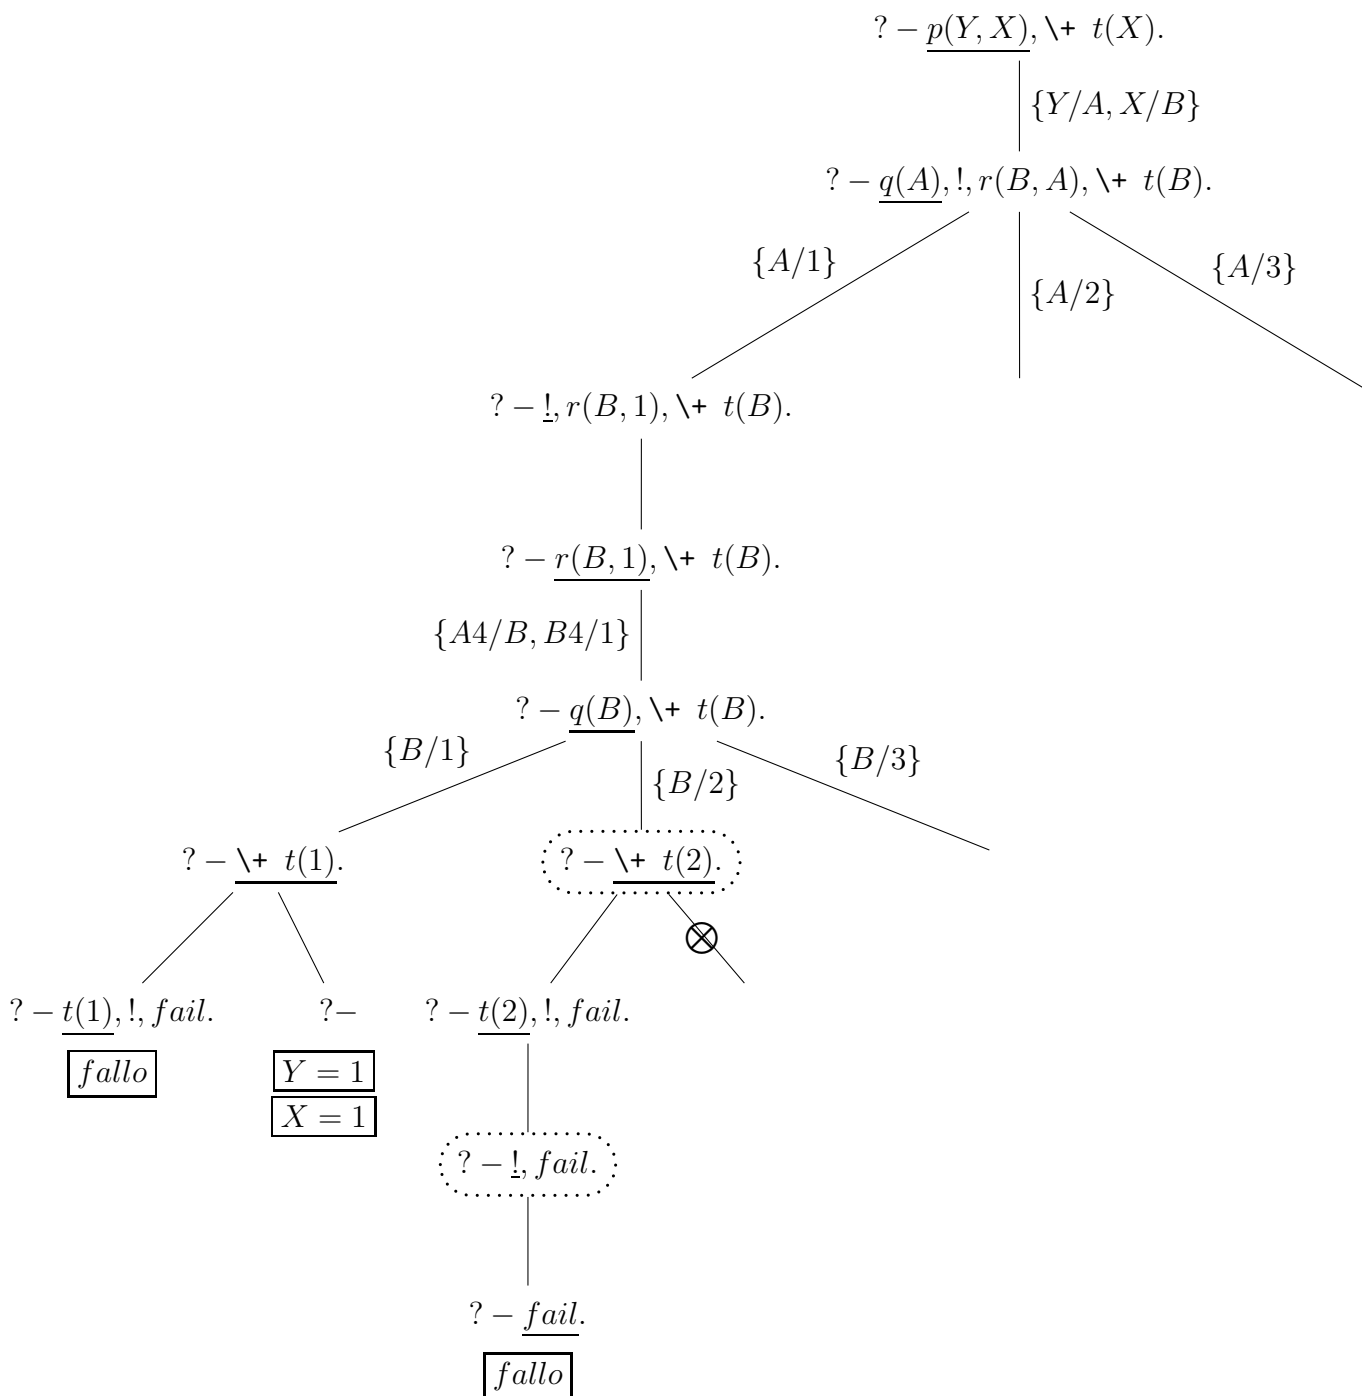 ? − p(Y, X), \+ t(X).
{Y/A, X/B}
? − q(A), !, r(B, A), \+ t(B).
{A/1}
{A/2}
{A/3}
? − !, r(B, 1), \+ t(B).
? − r(B, 1), \+ t(B).
{A4/B, B4/1}
? − q(B), \+ t(B).
{B/1}
{B/2}
{B/3}
? − \+ t(1).
? − \+ t(2).
? − t(1), !, fail.
?−
? − t(2), !, fail.
fallo
Y = 1
X = 1
? − !, fail.
? − fail.
fallo